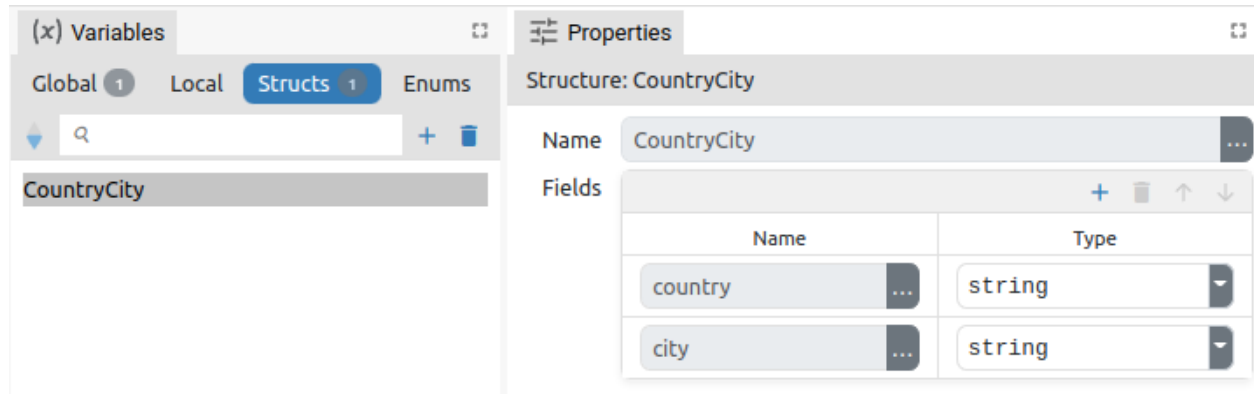 (x) Variables
Global 1 Local Structs 1 Enums
CountryCity
Properties
Structure: CountryCity
Name CountryCity ...
Fields
Name Type
country ... string
city ... string